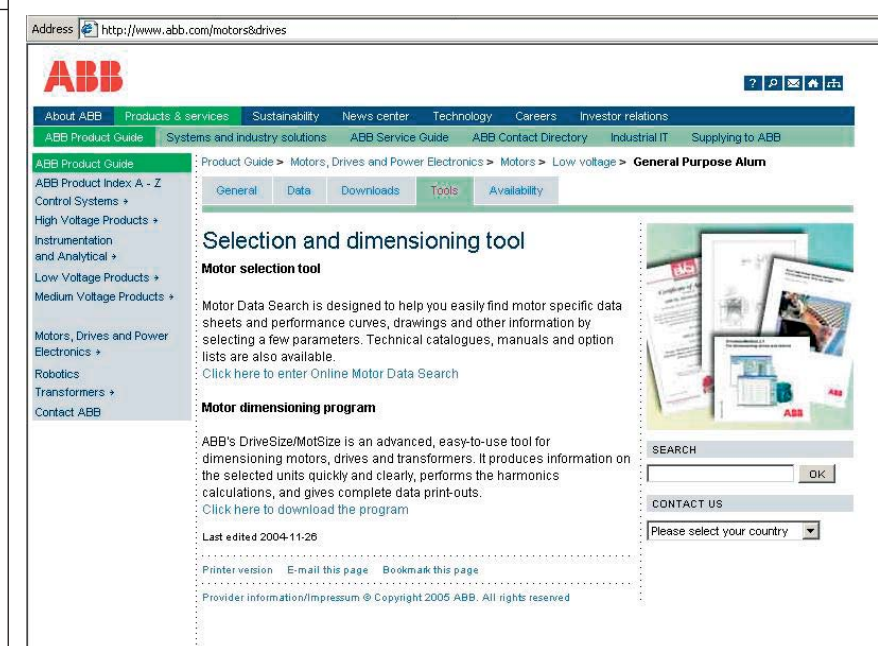 Address http://www.abb.com/motors&drives
ABB
?
About ABB Products & services Sustainability News center Technology Careers Investor relations
ABB Product Guide Systems and industry solutions ABB Service Guide ABB Contact Directory Industrial IT Supplying to ABB
ABB Product Guide
ABB Product Index A - Z
Control Systems
High Voltage Products
Instrumentation
and Analytical
Low Voltage Products
Medium Voltage Products
Motors, Drives and Power
Electronics
Robotics
Transformers
Contact ABB
Product Guide > Motors, Drives and Power Electronics > Motors > Low voltage > General Purpose Alum
General Data Downloads Tools Availability
Selection and dimensioning tool
Motor selection tool
Motor Data Search is designed to help you easily find motor specific data
sheets and performance curves, drawings and other information by
selecting a few parameters. Technical catalogues, manuals and option
lists are also available.
Click here to enter Online Motor Data Search
Motor dimensioning program
ABB's DriveSize/MotSize is an advanced, easy-to-use tool for
dimensioning motors, drives and transformers. It produces information on
the selected units quickly and clearly, performs the harmonics
calculations, and gives complete data print-outs.
Click here to download the program
Last edited 2004-11-26
Printer version E-mail this page Bookmark this page
Provider information/Impressum © Copyright 2005 ABB. All rights reserved
ABB
ABB
SEARCH
OK
CONTACT US
Please select your country